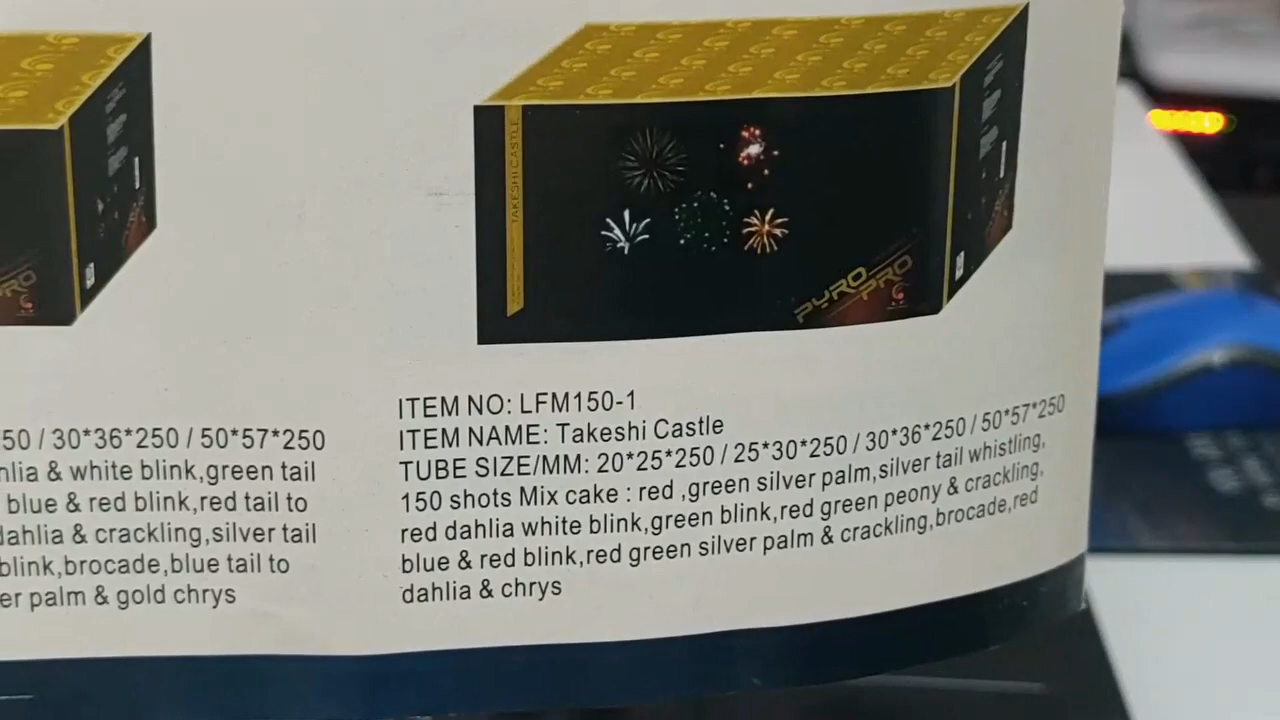 TAKESHI CASTLE
PYRO PRO
PRO
50 / 30*36*250 / 50*57*250
hlia & white blink,green tail
blue & red blink,red tail to
dahlia & crackling,silver tail
blink,brocade,blue tail to
er palm & gold chrys
ITEM NO: LFM150-1
ITEM NAME: Takeshi Castle
TUBE SIZE/MM: 20*25*250 / 25*30*250 / 30*36*250 / 50*57*250
150 shots Mix cake : red ,green silver palm,silver tail whistling,
red dahlia white blink,green blink,red green peony & crackling,
blue & red blink,red green silver palm & crackling,brocade,red
dahlia & chrys